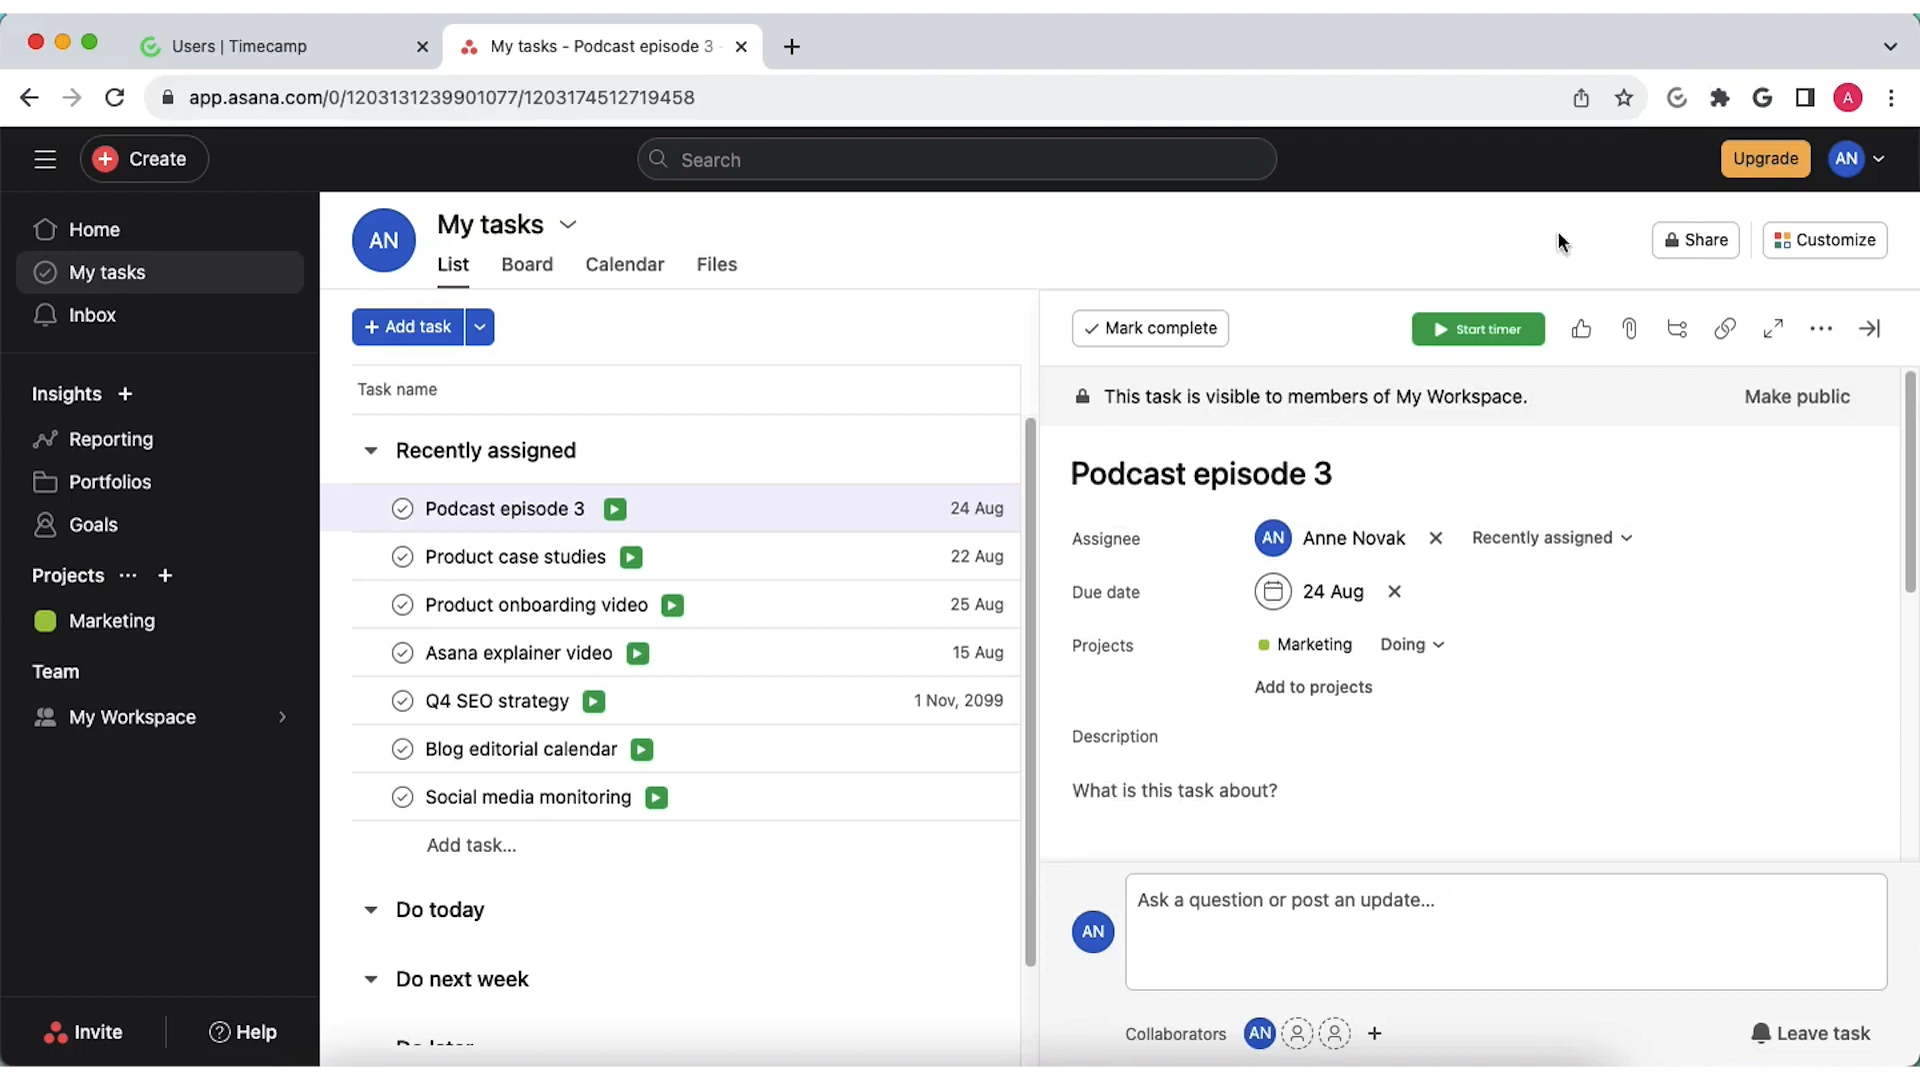 Users | Timecamp
My tasks - Podcast episode 3 -
app.asana.com/0/1203131239901077/1203174512719458
A
Create
Search
Upgrade
AN
Home
My tasks
Inbox
Insights +
Reporting
Portfolios
Goals
Projects ... +
Marketing
Team
My Workspace
Invite
Help
AN
My tasks
List Board Calendar Files
Share
Customize
+ Add task
Task name
Recently assigned
Podcast episode 3 24 Aug
Product case studies 22 Aug
Product onboarding video 25 Aug
Asana explainer video 15 Aug
Q4 SEO strategy 1 Nov, 2099
Blog editorial calendar
Social media monitoring
Add task...
Do today
Do next week
Do later
Mark complete
Start timer
This task is visible to members of My Workspace.
Make public
Podcast episode 3
Assignee AN Anne Novak Recently assigned
Due date 24 Aug
Projects Marketing Doing
Add to projects
Description
What is this task about?
AN
Ask a question or post an update...
Collaborators AN +
Leave task